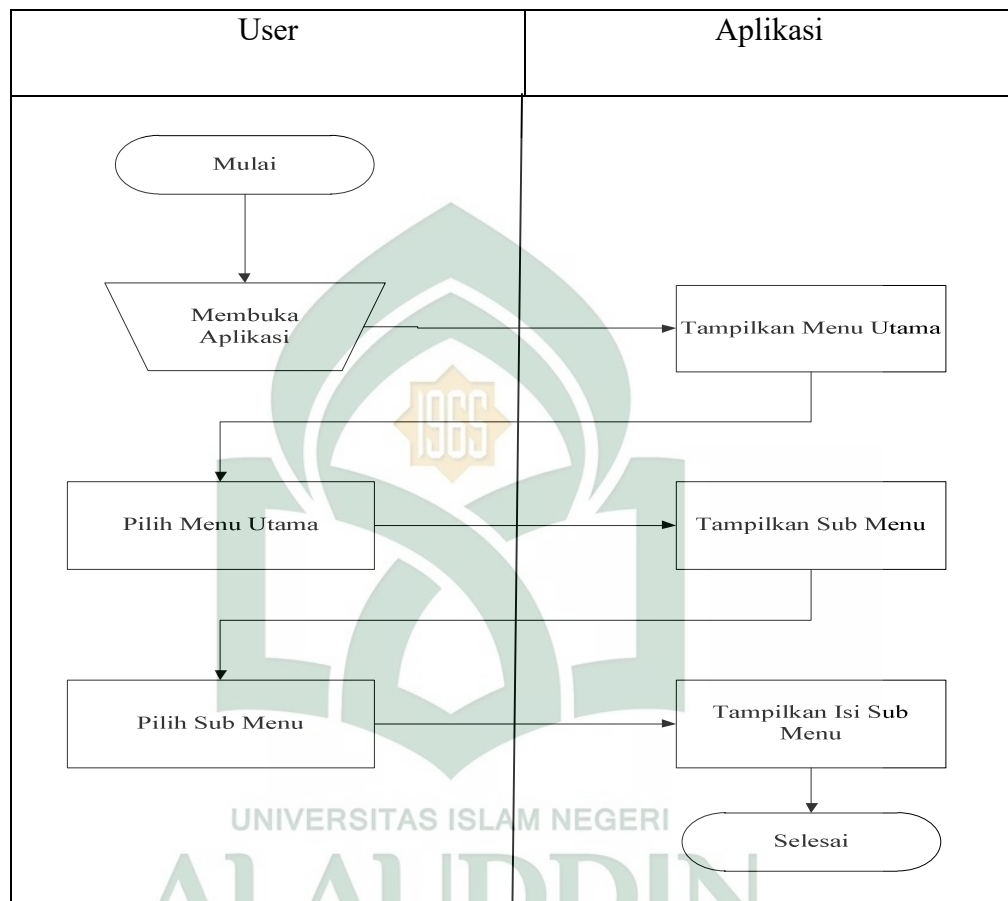 User
Aplikasi
Mulai
Membuka
Aplikasi
Tampilkan Menu Utama
1965
Pilih Menu Utama
Tampilkan Sub Menu
Pilih Sub Menu
Tampilkan Isi Sub
Menu
UNIVERSITAS ISLAM NEGERI
Selesai
ALAUDDIN